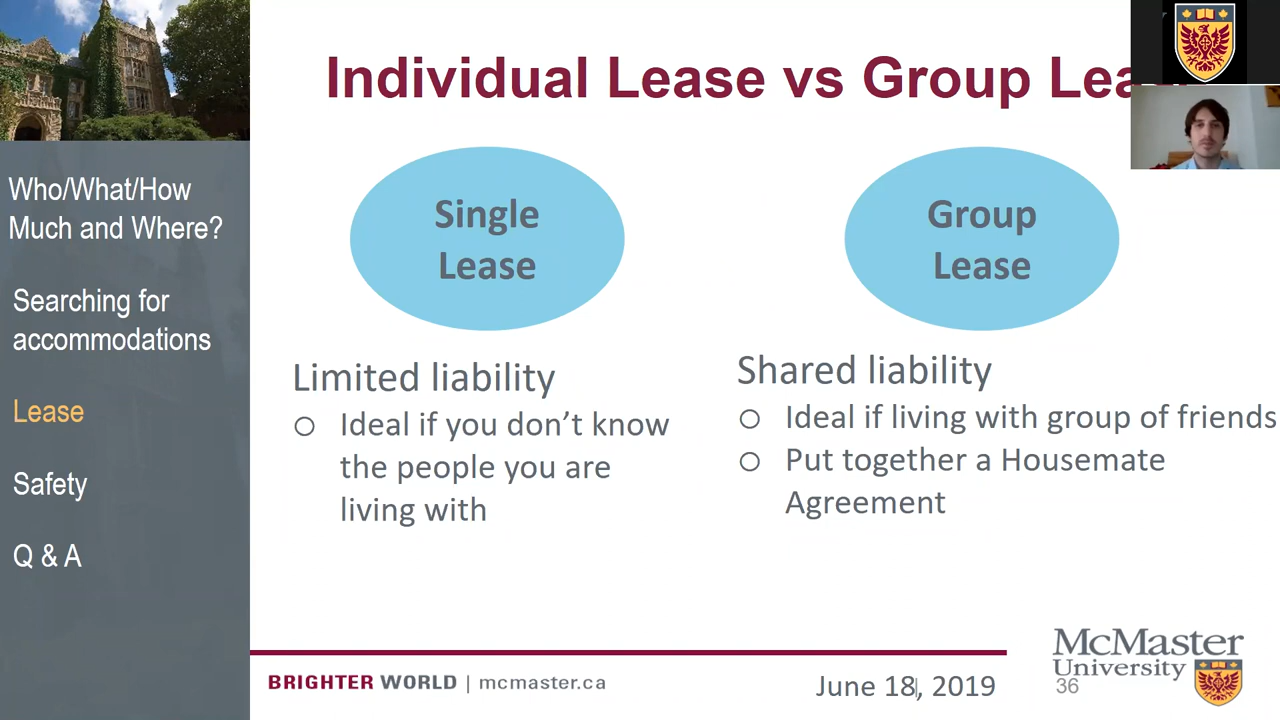 Individual Lease vs Group Lea
Who/What/How
Much and Where?
Searching for
accommodations
Lease
Safety
Q & A
Single
Lease
Limited liability
○ Ideal if you don’t know
the people you are
living with
Group
Lease
Shared liability
○ Ideal if living with group of friends
○ Put together a Housemate
Agreement
BRIGHTER WORLD | mcmaster.ca
June 18, 2019
McMaster
University
36